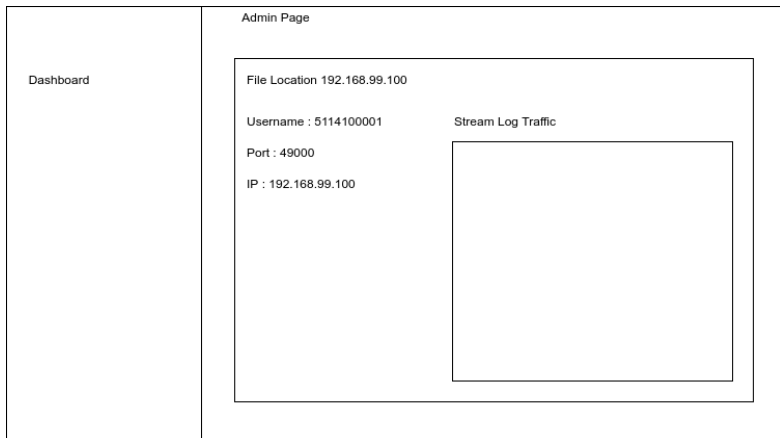 Admin Page
Dashboard
File Location 192.168.99.100
Username : 5114100001
Stream Log Traffic
Port : 49000
IP : 192.168.99.100